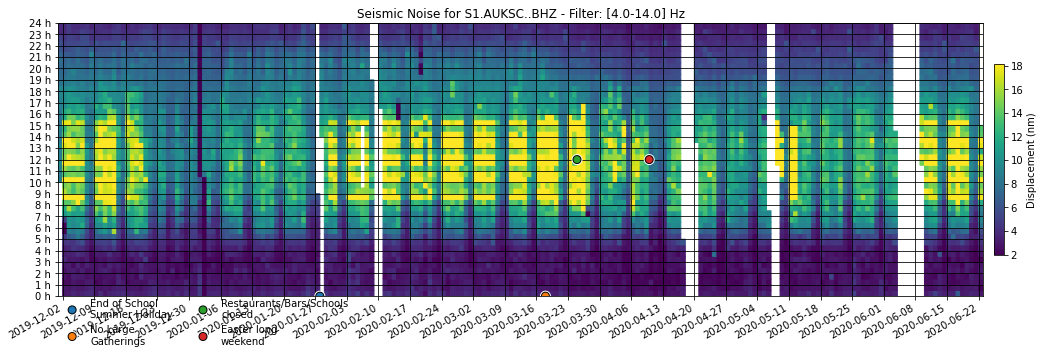 Seismic Noise for S1.AUKSC..BHZ - Filter: [4.0-14.0] Hz
24 h
23 h
22 h
21 h
20 h
19 h
18 h
17 h
16 h
15 h
14 h
13 h
12 h
11 h
10 h
9 h
8 h
7 h
6 h
5 h
4 h
3 h
2 h
1 h
0 h
18
16
14
12
10
8
6
4
2
Displacement (nm)
2019-12-02
2019-12-09
2019-12-16
2019-12-23
2019-12-30
2020-01-06
2020-01-13
2020-01-20
2020-01-27
2020-02-03
2020-02-10
2020-02-17
2020-02-24
2020-03-02
2020-03-09
2020-03-16
2020-03-23
2020-03-30
2020-04-06
2020-04-13
2020-04-20
2020-04-27
2020-05-04
2020-05-11
2020-05-18
2020-05-25
2020-06-01
2020-06-08
2020-06-15
2020-06-22
End of School
Summer Holiday
No Large
Gatherings
Restaurants/Bars/Schools
closed
Easter long
weekend